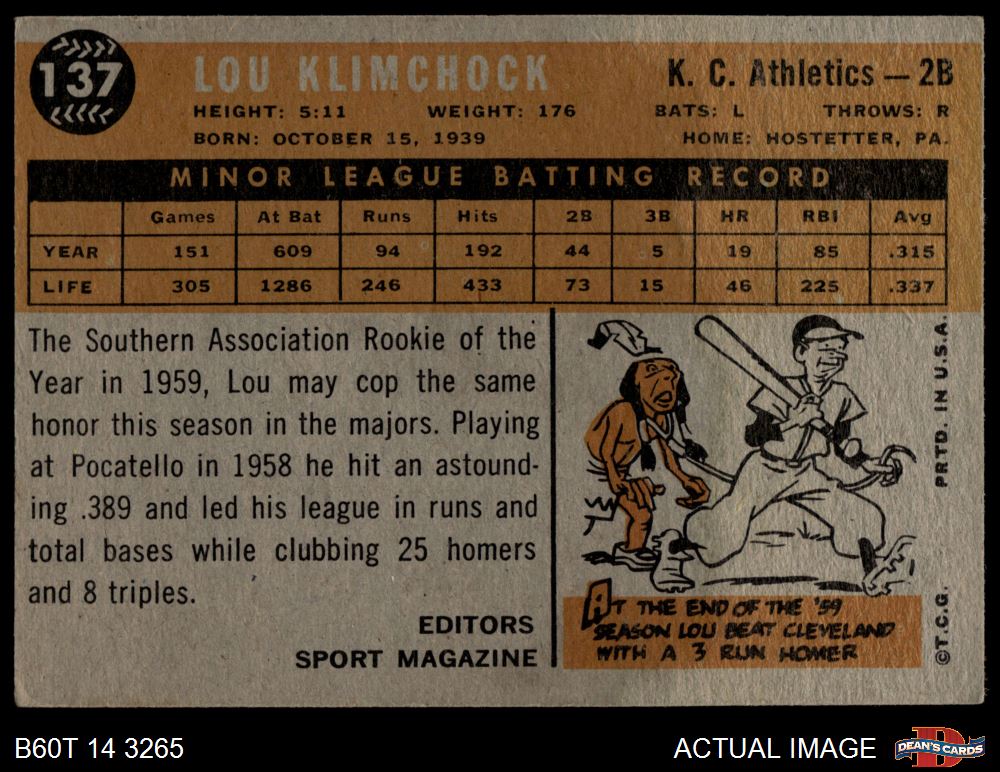 137
LOU KLIMCHOCK
K. C. Athletics — 2B
HEIGHT: 5:11 WEIGHT: 176 BATS: L THROWS: R
BORN: OCTOBER 15, 1939 HOME: HOSTETTER, PA.
MINOR LEAGUE BATTING RECORD
Games At Bat Runs Hits 2B 3B HR RBI Avg
YEAR 151 609 94 192 44 5 19 85 .315
LIFE 305 1286 246 433 73 15 46 225 .337
The Southern Association Rookie of the
Year in 1959, Lou may cop the same
honor this season in the majors. Playing
at Pocatello in 1958 he hit an astound-
ing .389 and led his league in runs and
total bases while clubbing 25 homers
and 8 triples.
EDITORS
SPORT MAGAZINE
AT THE END OF THE '59
SEASON LOU BEAT CLEVELAND
WITH A 3 RUN HOMER
©T.C.G. PRTD. IN U.S.A.
B60T 14 3265
ACTUAL IMAGE
DEAN'S CARDS